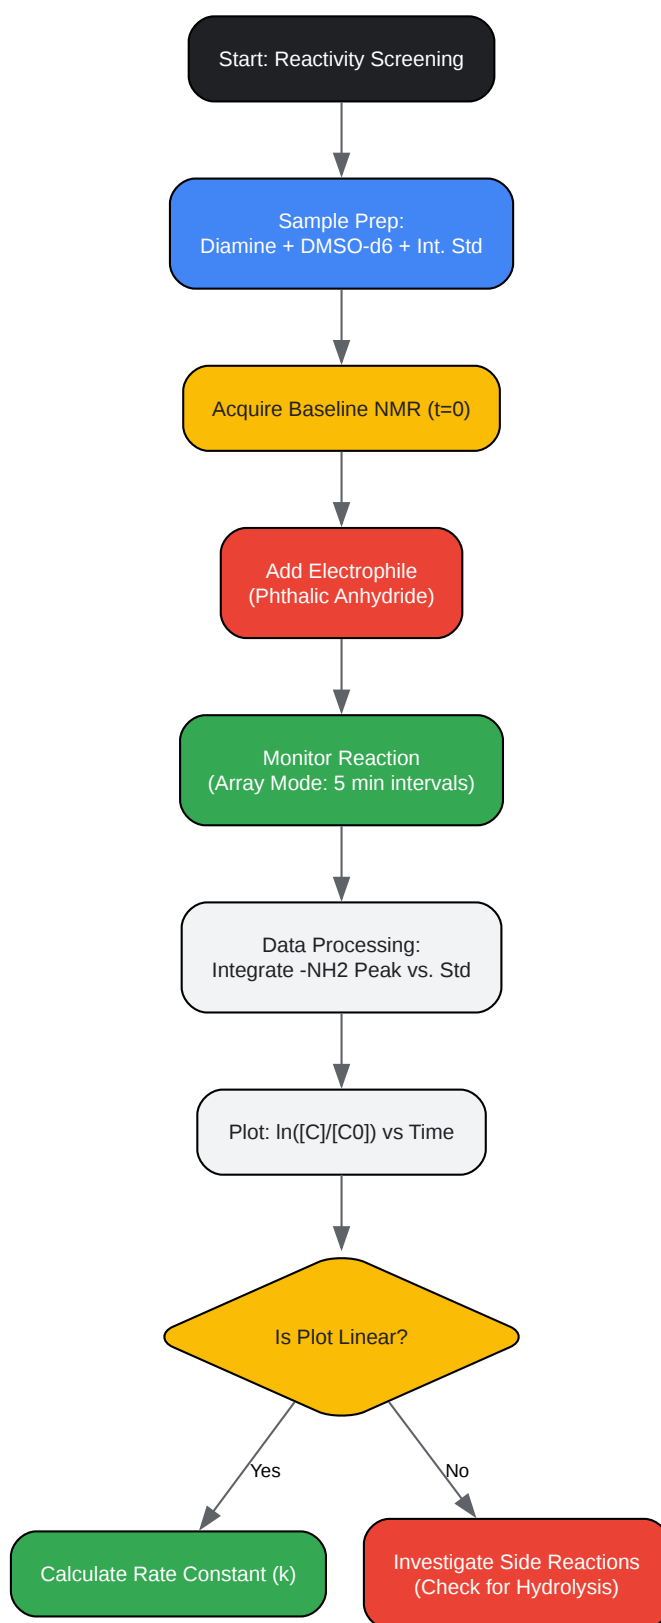 Start: Reactivity Screening
Sample Prep:
Diamine + DMSO-d6 + Int. Std
Acquire Baseline NMR (t=0)
Add Electrophile
(Phthalic Anhydride)
Monitor Reaction
(Array Mode: 5 min intervals)
Data Processing:
Integrate -NH2 Peak vs. Std
Plot: ln([C]/[C0]) vs Time
Is Plot Linear?
Yes
No
Calculate Rate Constant (k)
Investigate Side Reactions
(Check for Hydrolysis)